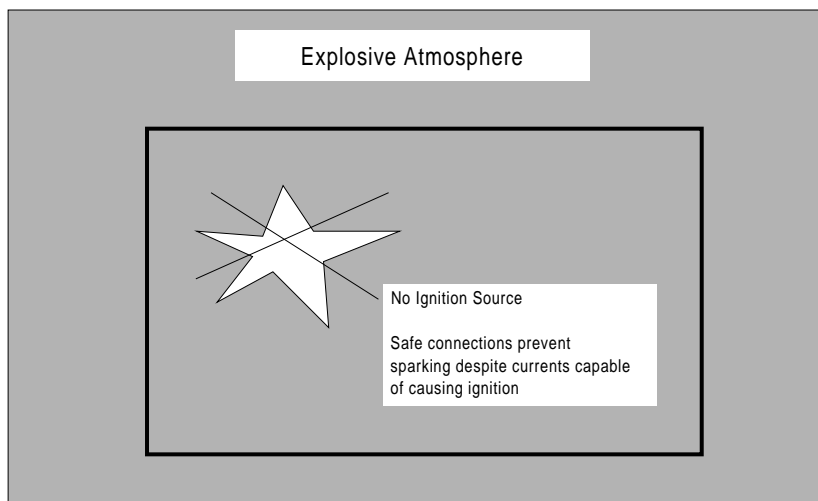 Explosive Atmosphere
No Ignition Source
Safe connections prevent
sparking despite currents capable
of causing ignition